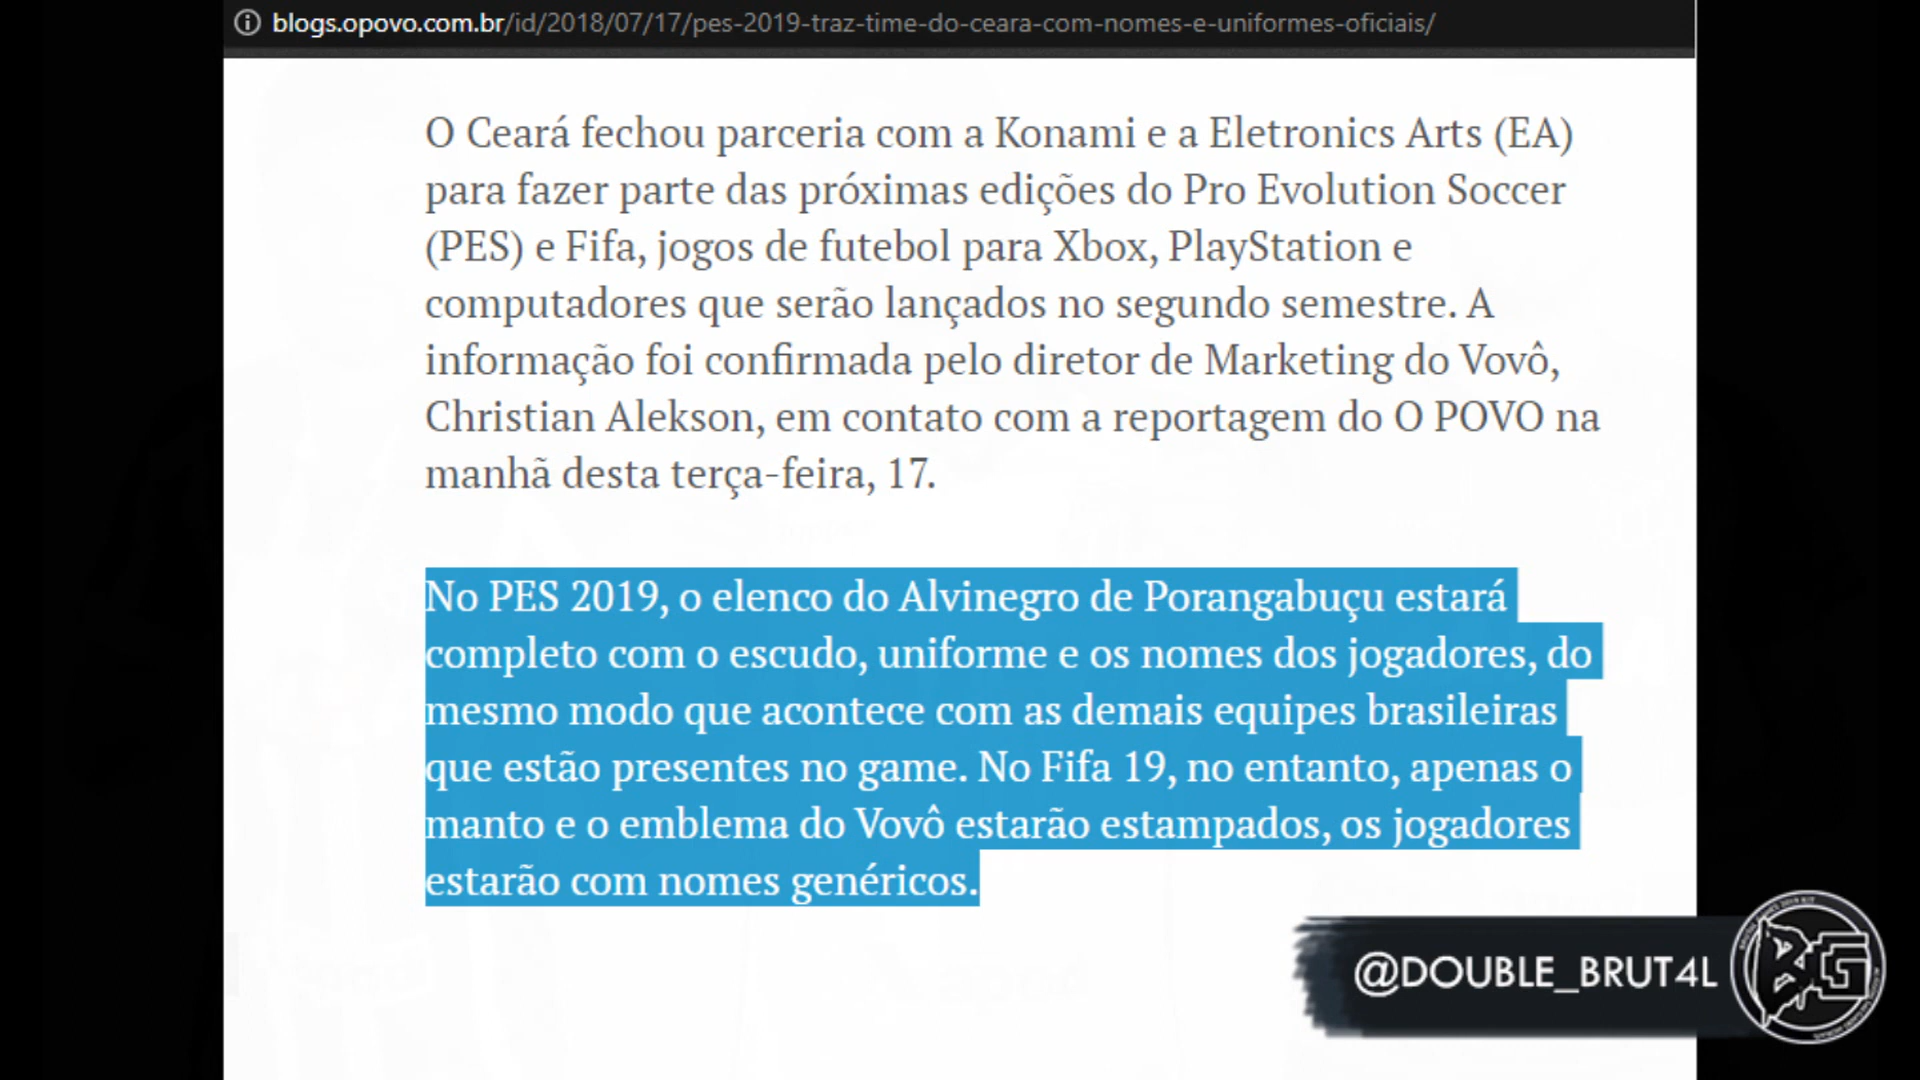 blogs.opovo.com.br/id/2018/07/17/pes-2019-traz-time-do-ceara-com-nomes-e-uniformes-oficiais/
O Ceará fechou parceria com a Konami e a Eletronics Arts (EA)
para fazer parte das próximas edições do Pro Evolution Soccer
(PES) e Fifa, jogos de futebol para Xbox, PlayStation e
computadores que serão lançados no segundo semestre. A
informação foi confirmada pelo diretor de Marketing do Vovô,
Christian Alekson, em contato com a reportagem do O POVO na
manhã desta terça-feira, 17.
No PES 2019, o elenco do Alvinegro de Porangabuçu estará
completo com o escudo, uniforme e os nomes dos jogadores, do
mesmo modo que acontece com as demais equipes brasileiras
que estão presentes no game. No Fifa 19, no entanto, apenas o
manto e o emblema do Vovô estarão estampados, os jogadores
estarão com nomes genéricos.
@DOUBLE_BRUT4L
BG